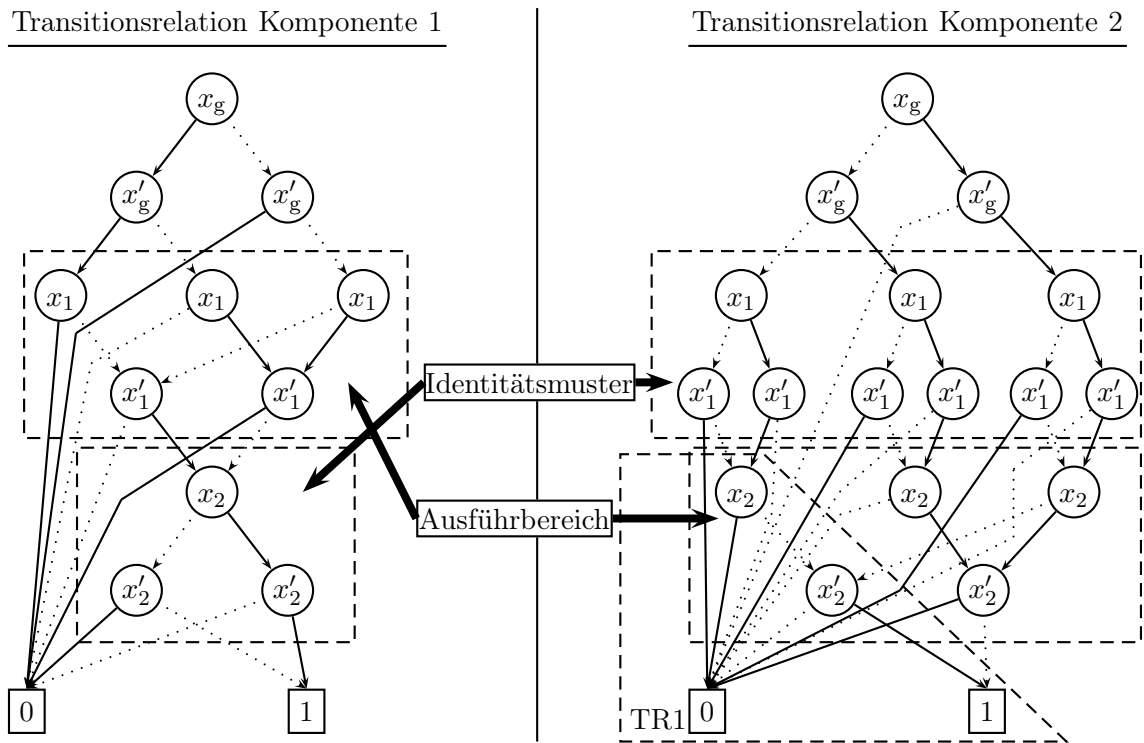 Transitionsrelation Komponente 1 Transitionsrelation Komponente 2
x_g x_g
x′_g x′_g x′_g x′_g
x_1 x_1 x_1 x_1 x_1 x_1
Identitätsmuster
x′_1 x′_1 x′_1 x′_1 x′_1 x′_1 x′_1 x′_1
x_2 x_2 x_2 x_2
Ausführbereich
x′_2 x′_2 x′_2 x′_2
0 1 TR1 0 1